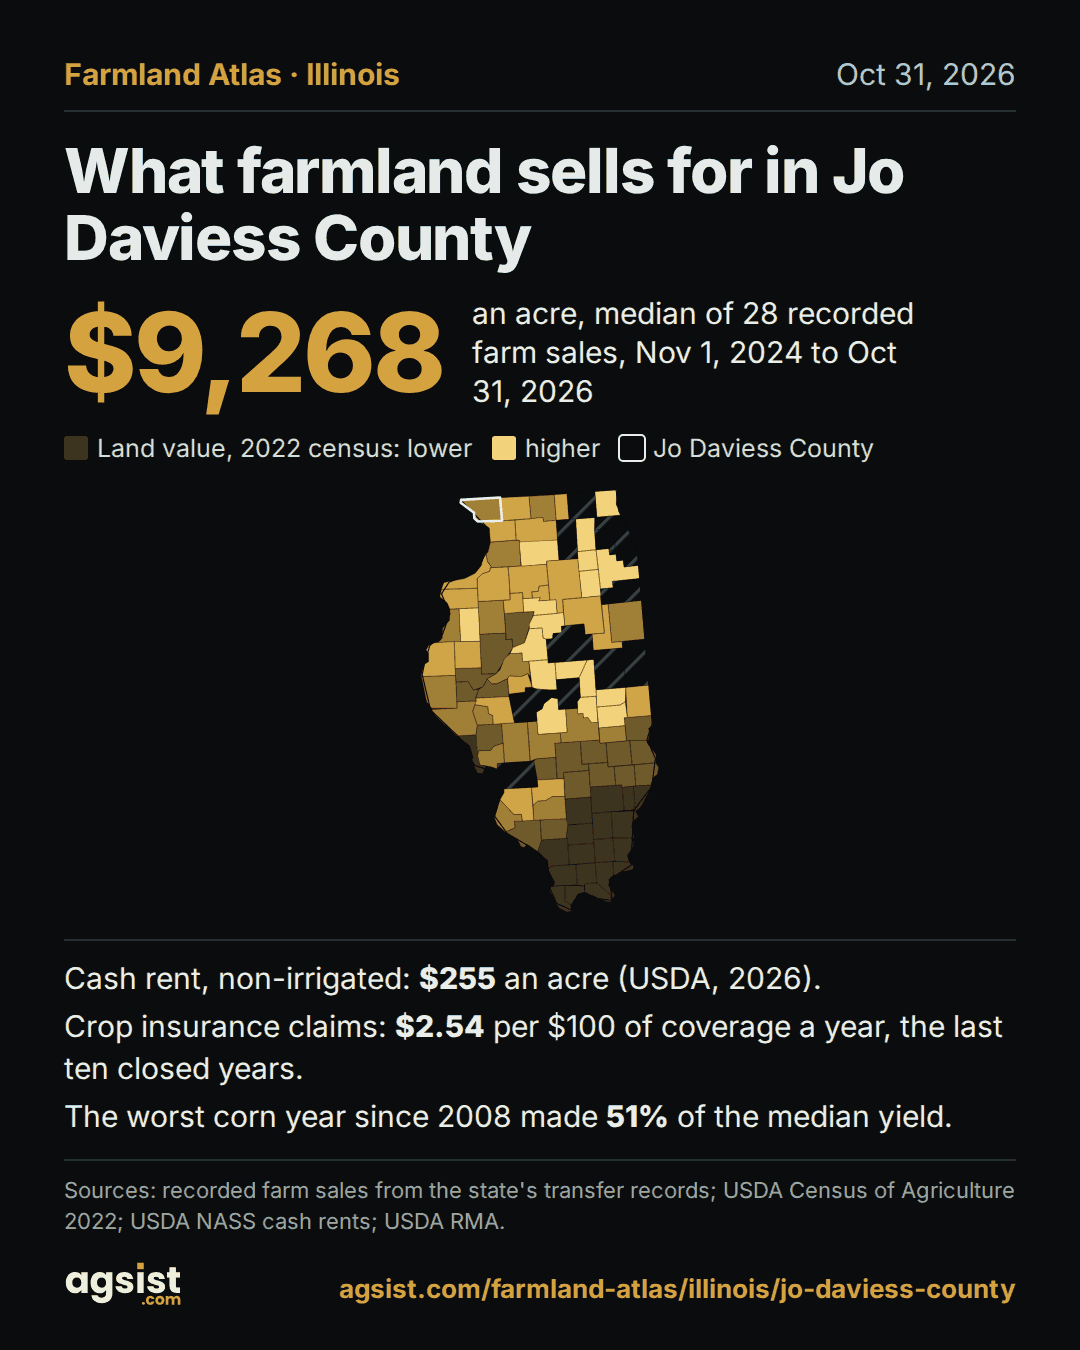 Farmland Atlas · Illinois
Oct 31, 2026
What farmland sells for in Jo
Daviess County
$9,268
an acre, median of 28 recorded
farm sales, Nov 1, 2024 to Oct
31, 2026
Land value, 2022 census: lower
higher
Jo Daviess County
Cash rent, non-irrigated: $255 an acre (USDA, 2026).
Crop insurance claims: $2.54 per $100 of coverage a year, the last
ten closed years.
The worst corn year since 2008 made 51% of the median yield.
Sources: recorded farm sales from the state's transfer records; USDA Census of Agriculture
2022; USDA NASS cash rents; USDA RMA.
agsist
.com
agsist.com/farmland-atlas/illinois/jo-daviess-county